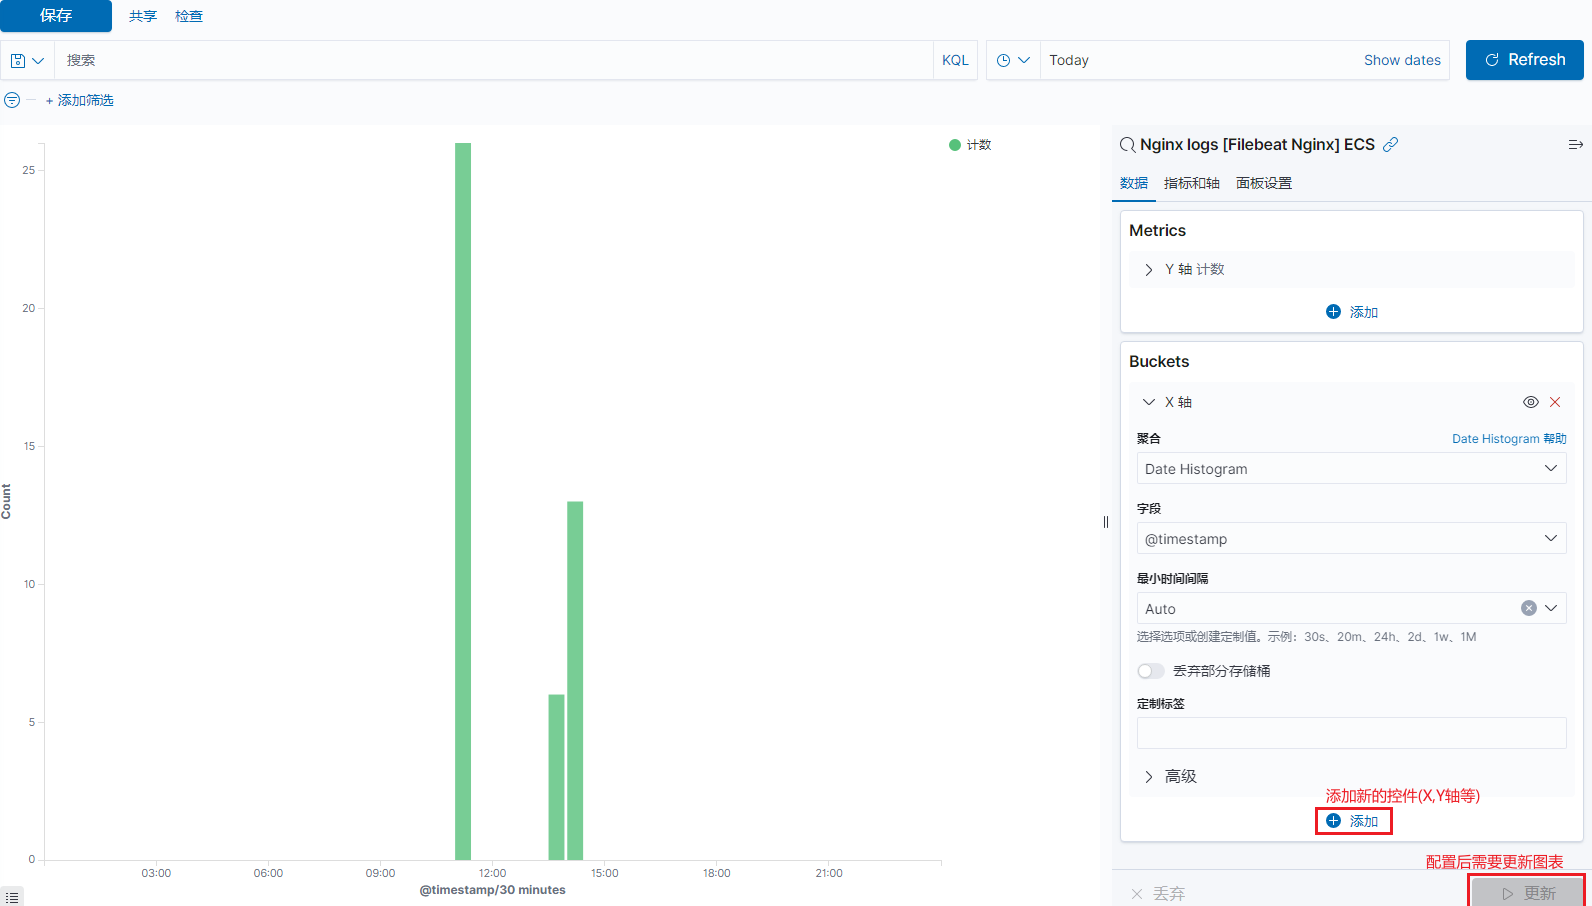 保存 共享 检查
搜索 KQL Today Show dates Refresh
+ 添加筛选
计数
25
20
15
10
5
0
Count
03:00 06:00 09:00 12:00 15:00 18:00 21:00
@timestamp/30 minutes
Nginx logs [Filebeat Nginx] ECS
数据 指标和轴 面板设置
Metrics
Y 轴 计数
添加
Buckets
X 轴
聚合 Date Histogram 帮助
Date Histogram
字段
@timestamp
最小时间间隔
Auto
选择选项或创建定制值。示例：30s、20m、24h、2d、1w、1M
丢弃部分存储桶
定制标签
高级
添加新的控件(X,Y轴等)
添加
配置后需要更新图表
丢弃 更新